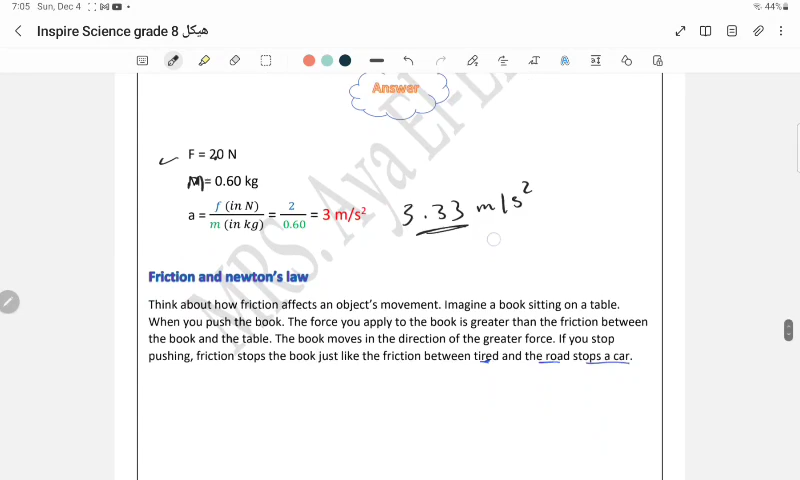 7:05 Sun, Dec 4
44%
Inspire Science grade 8 هيكل
Answer
F = 2.0 N
M = 0.60 kg
a = f (in N) / m (in kg) = 2 / 0.60 = 3 m/s² 3.33 m/s²
Friction and newton's law
Think about how friction affects an object's movement. Imagine a book sitting on a table.
When you push the book. The force you apply to the book is greater than the friction between
the book and the table. The book moves in the direction of the greater force. If you stop
pushing, friction stops the book just like the friction between tired and the road stops a car.
MRS. Aya El-